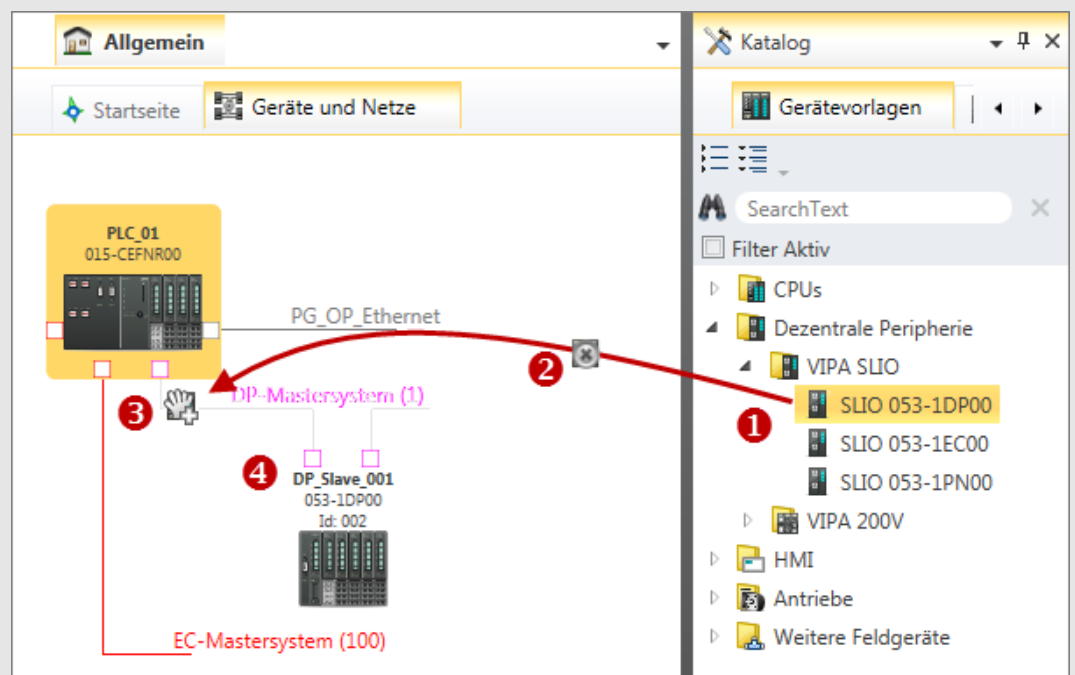 Allgemein
Startseite
Geräte und Netze
PLC_01
015-CEFNR00
PG_OP_Ethernet
2
3
DP-Mastersystem (1)
4
DP_Slave_001
053-1DP00
Id: 002
EC-Mastersystem (100)
Katalog
Gerätevorlagen
SearchText
Filter Aktiv
CPUs
Dezentrale Peripherie
VIPA SLIO
1
SLIO 053-1DP00
SLIO 053-1EC00
SLIO 053-1PN00
VIPA 200V
HMI
Antriebe
Weitere Feldgeräte